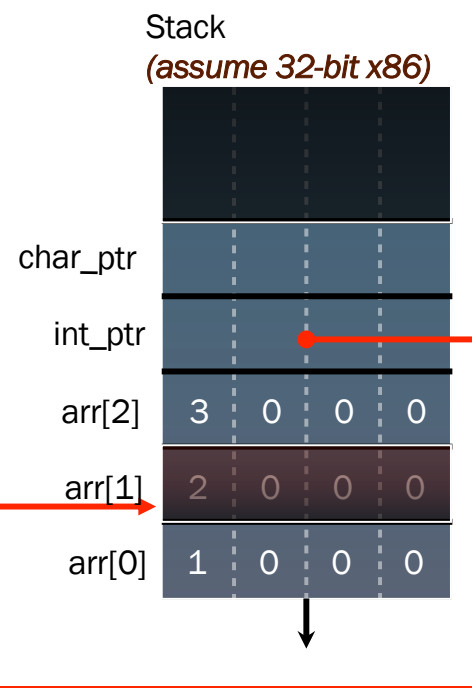 Stack
(assume 32-bit x86)
char_ptr
int_ptr
arr[2] 3 0 0 0
arr[1] 2 0 0 0
arr[0] 1 0 0 0